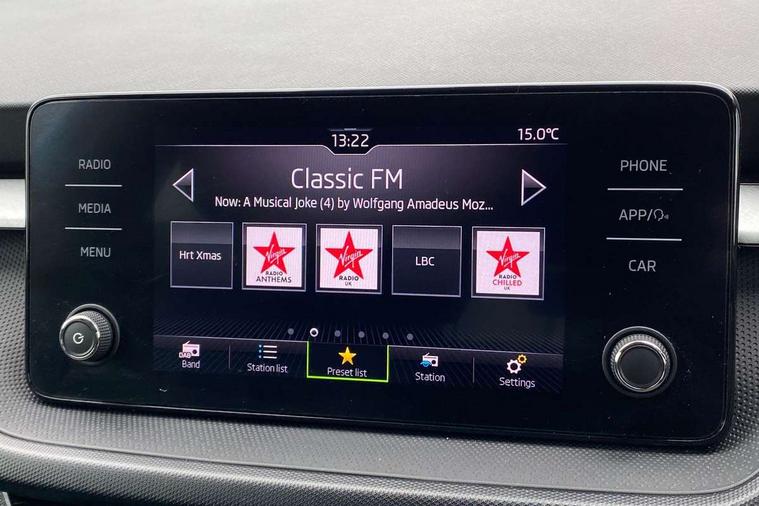 RADIO
MEDIA
MENU
13:22
15.0°C
Classic FM
Now: A Musical Joke (4) by Wolfgang Amadeus Moz...
Hrt Xmas
Virgin
RADIO
ANTHEMS
Virgin
RADIO
UK
LBC
Virgin
RADIO
CHILLED
UK
DAB
Band
Station list
Preset list
Station
Settings
PHONE
APP/
CAR